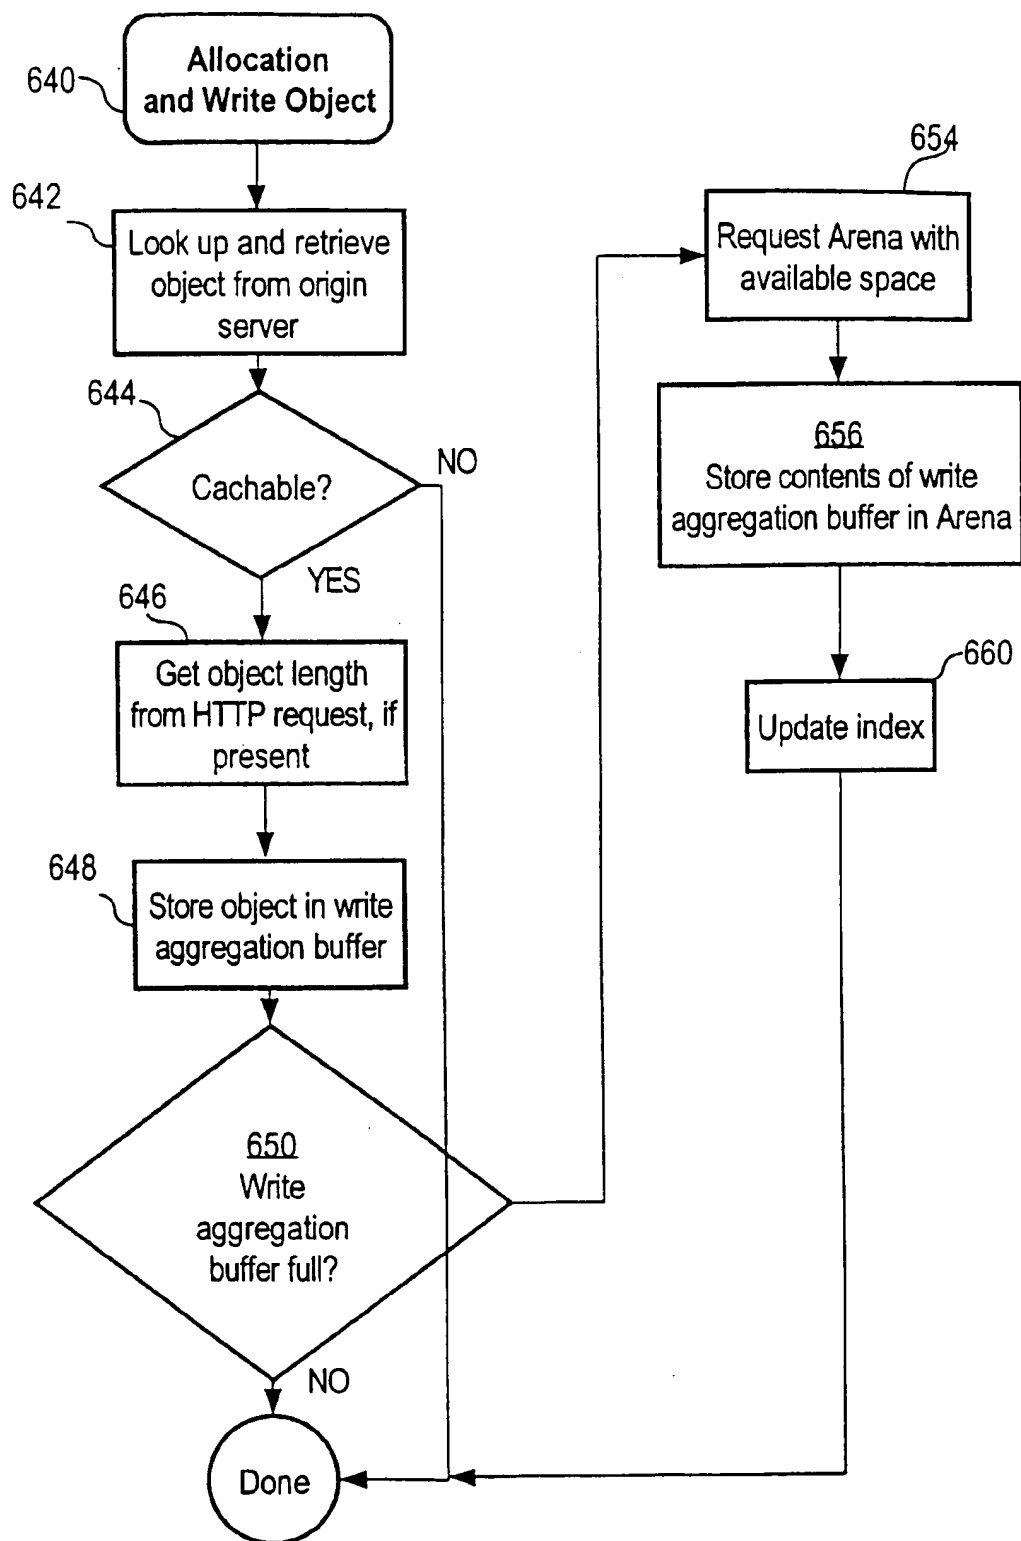 640
Allocation
and Write Object
642
Look up and retrieve
object from origin
server
644
Cachable?
NO
YES
646
Get object length
from HTTP request, if
present
648
Store object in write
aggregation buffer
650
Write
aggregation
buffer full?
NO
Done
654
Request Arena with
available space
656
Store contents of write
aggregation buffer in Arena
660
Update index